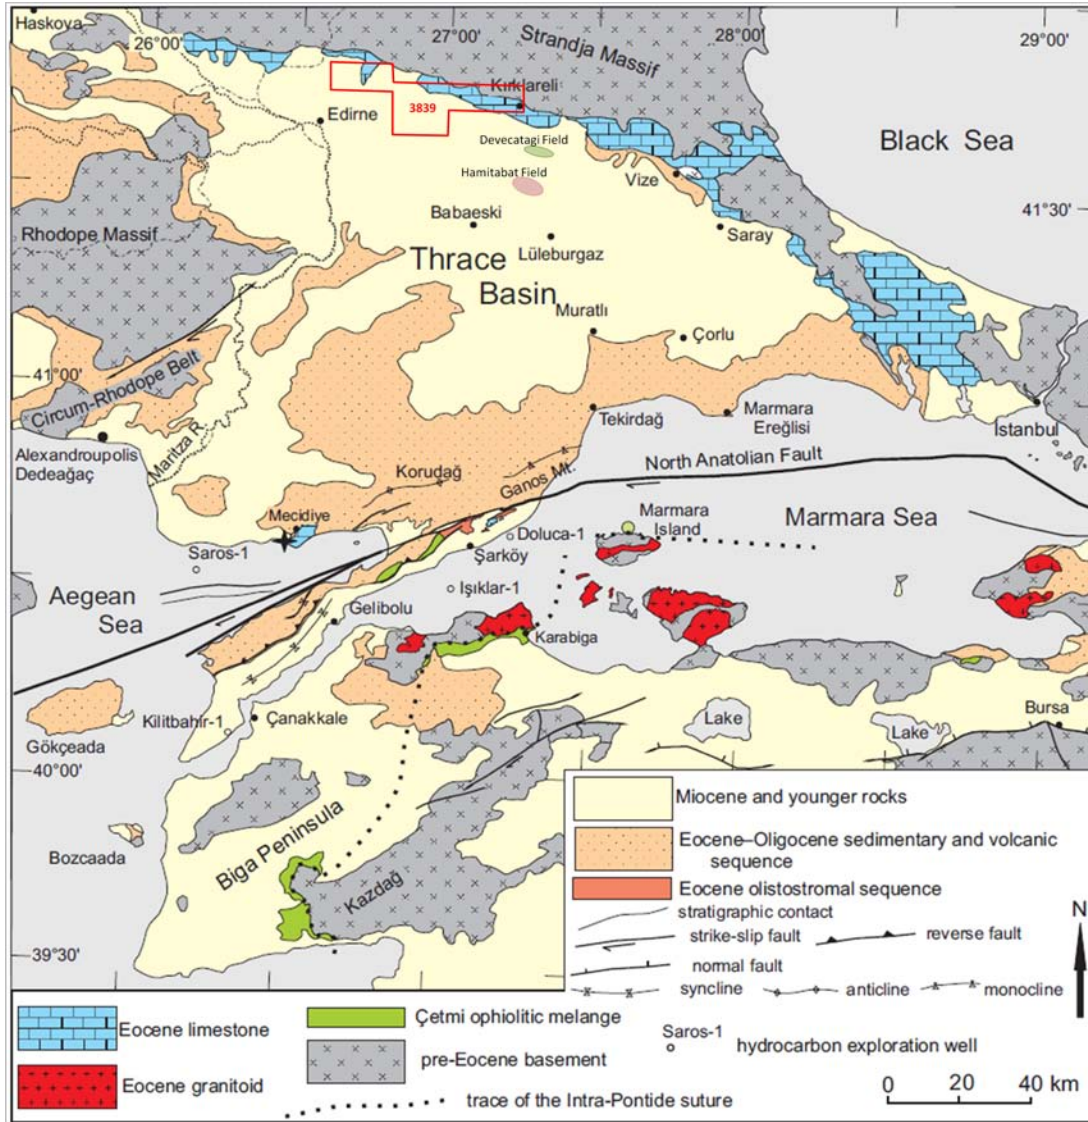 Haskova
26°00'
27°00'
28°00'
29°00'
Strandja Massif
Kırklareli
3839
Edirne
Devecatagi Field
Hamitabat Field
Black Sea
Vize
41°30'
Rhodope Massif
Babaeski
Lüleburgaz
Saray
Thrace
Basin
Muratlı
Çorlu
41°00'
Circum-Rhodope Belt
Maritza R.
Alexandroupolis
Dedeağaç
Tekirdağ
Marmara
Ereğlisi
İstanbul
Korudağ
Ganos Mt.
North Anatolian Fault
Mecidiye
Saros-1
Doluca-1
Marmara
Island
Marmara Sea
Şarköy
Işıklar-1
Aegean
Sea
Gelibolu
Karabiga
Kilitbahir-1
Çanakkale
Lake
Lake
Bursa
Gökçeada
40°00'
Biga Peninsula
Bozcaada
Kazdağ
39°30'
Miocene and younger rocks
Eocene–Oligocene sedimentary and volcanic
sequence
Eocene olistostromal sequence
stratigraphic contact
strike-slip fault
reverse fault
normal fault
syncline
anticline
monocline
N
Eocene limestone
Eocene granitoid
Çetmi ophiolitic melange
pre-Eocene basement
trace of the Intra-Pontide suture
Saros-1
hydrocarbon exploration well
0 20 40 km